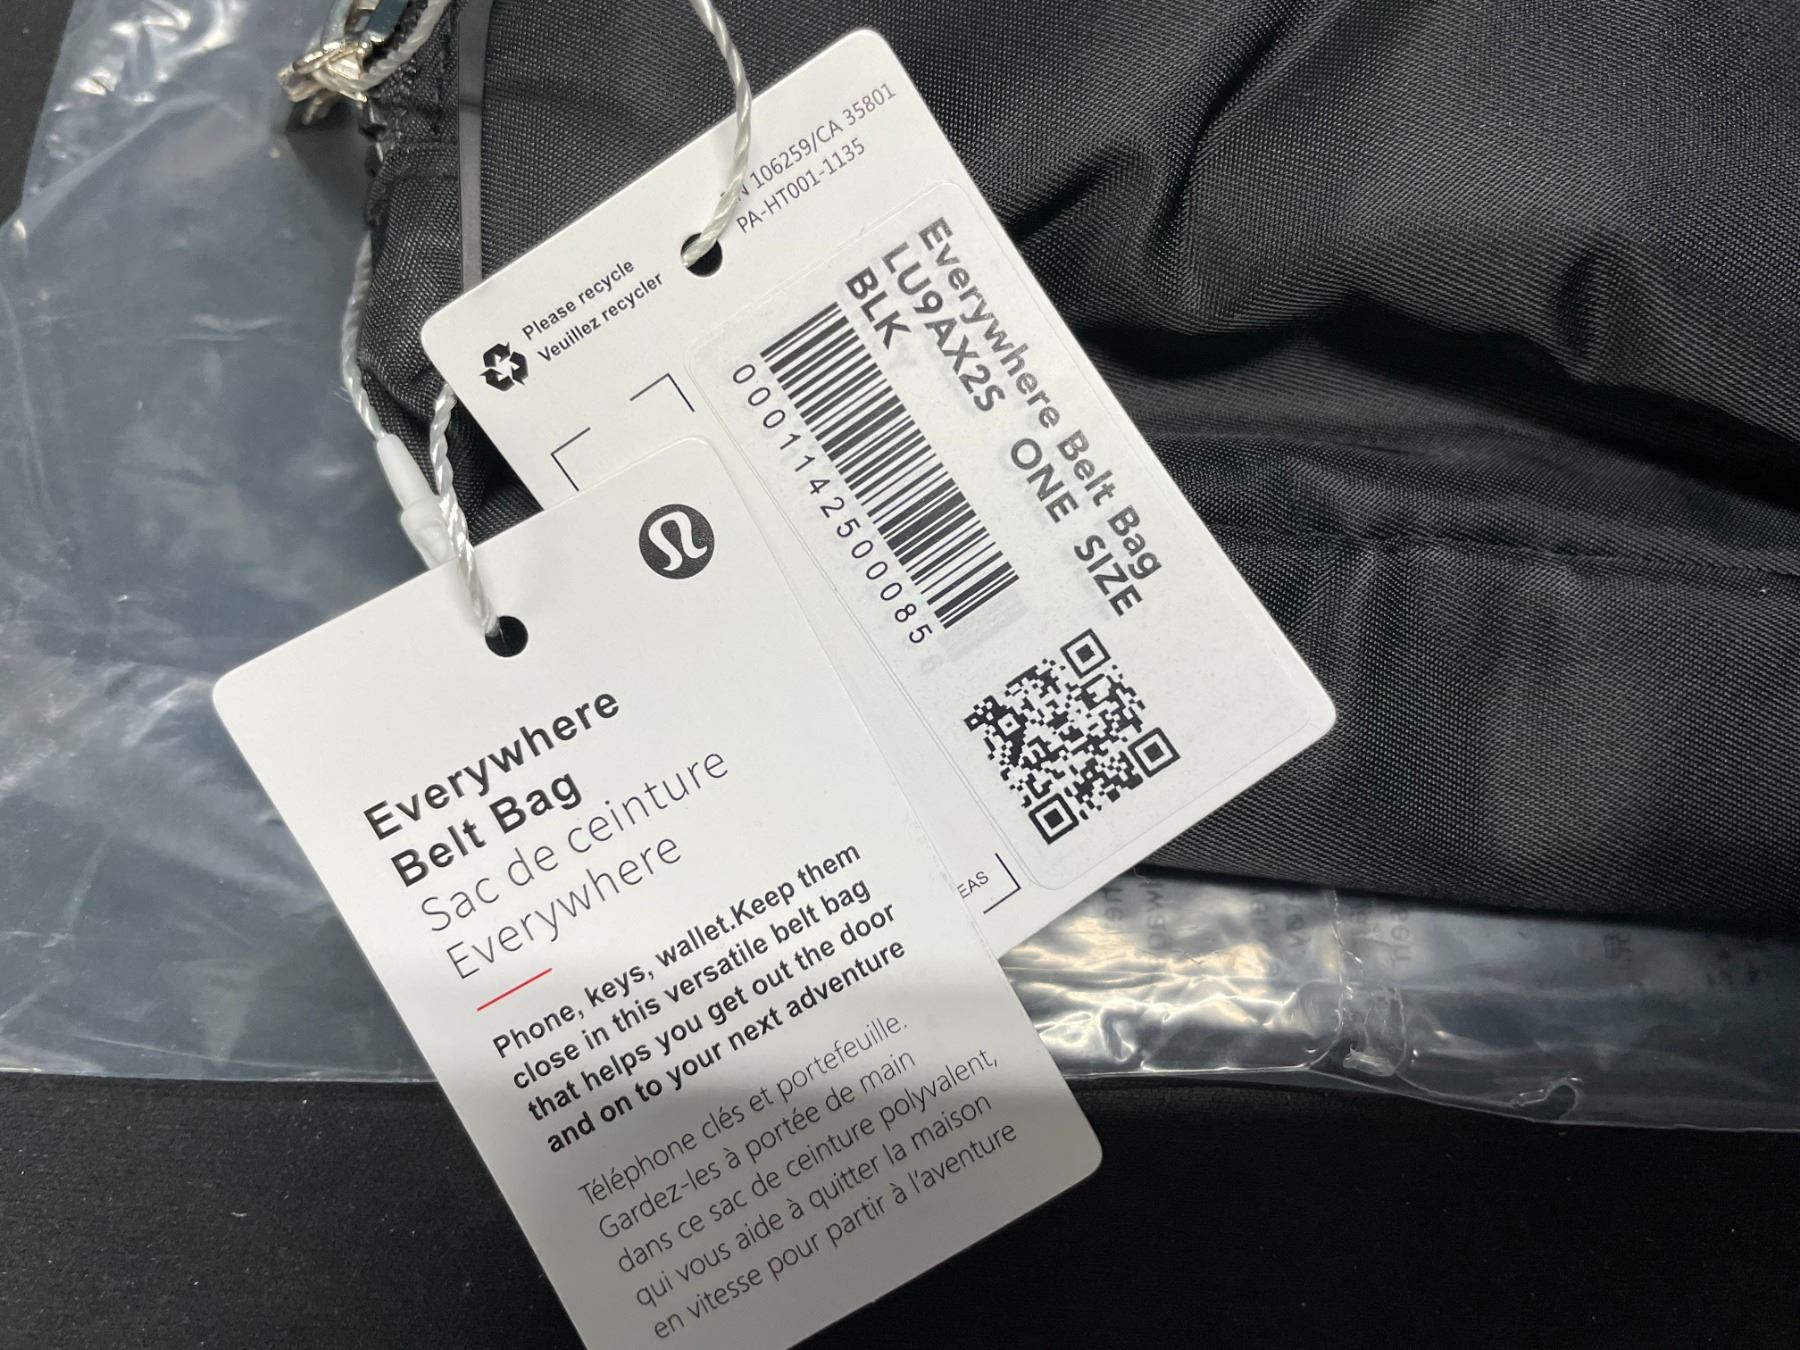 106259/CA 35801
PA-HT001-1135
Please recycle
Veuillez recycler
Everywhere Belt Bag
LU9AX2S ONE SIZE
BLK
0001142500085
EAS
Everywhere
Belt Bag
Sac de ceinture
Everywhere
Phone, keys, wallet.Keep them
close in this versatile belt bag
that helps you get out the door
and on to your next adventure
Téléphone clés et portefeuille.
Gardez-les à portée de main
dans ce sac de ceinture polyvalent,
qui vous aide à quitter la maison
en vitesse pour partir à l'aventure